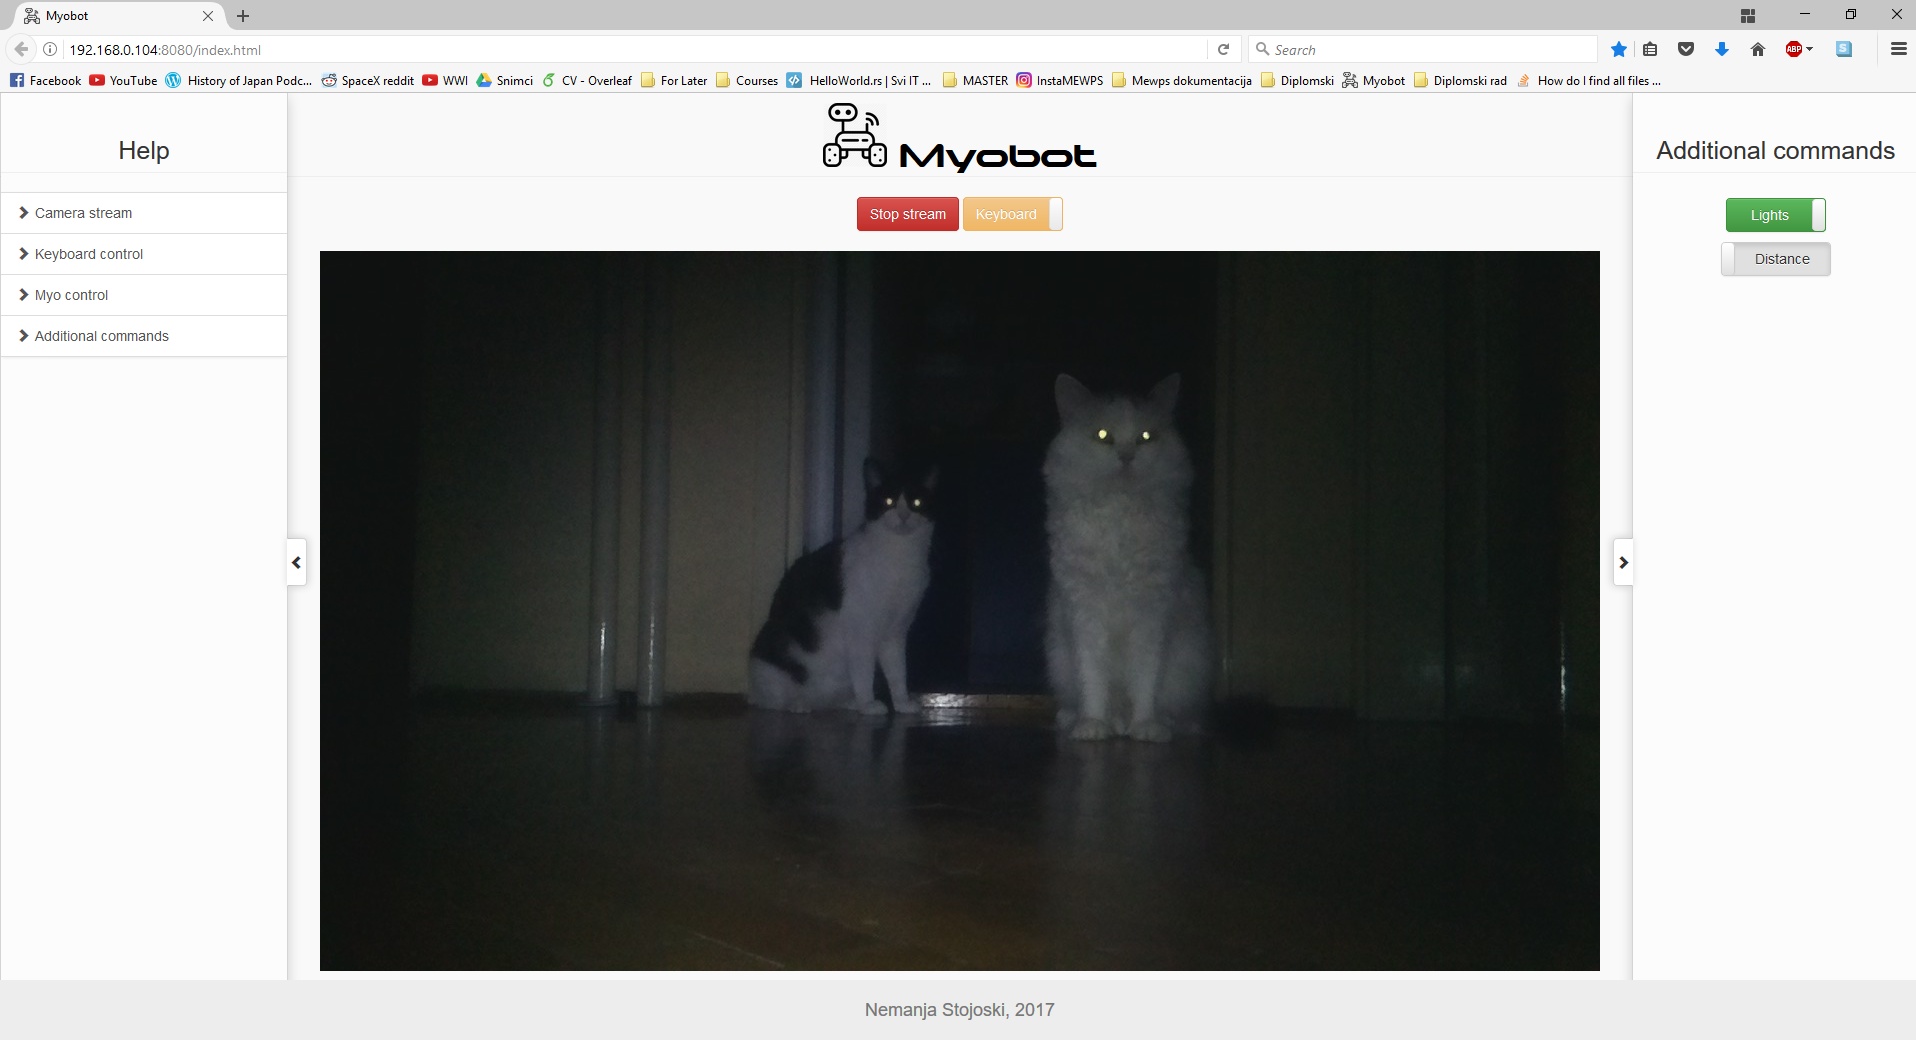 Myobot
192.168.0.104:8080/index.html
Search
ABP
S
Facebook YouTube History of Japan Podc... SpaceX reddit WWI Snimci CV - Overleaf For Later Courses HelloWorld.rs | Svi IT ... MASTER InstaMEWPS Mewps dokumentacija Diplomski Myobot Diplomski rad How do I find all files ...
Myobot
Help
Camera stream
Keyboard control
Myo control
Additional commands
Stop stream Keyboard
Additional commands
Lights
Distance
Nemanja Stojoski, 2017